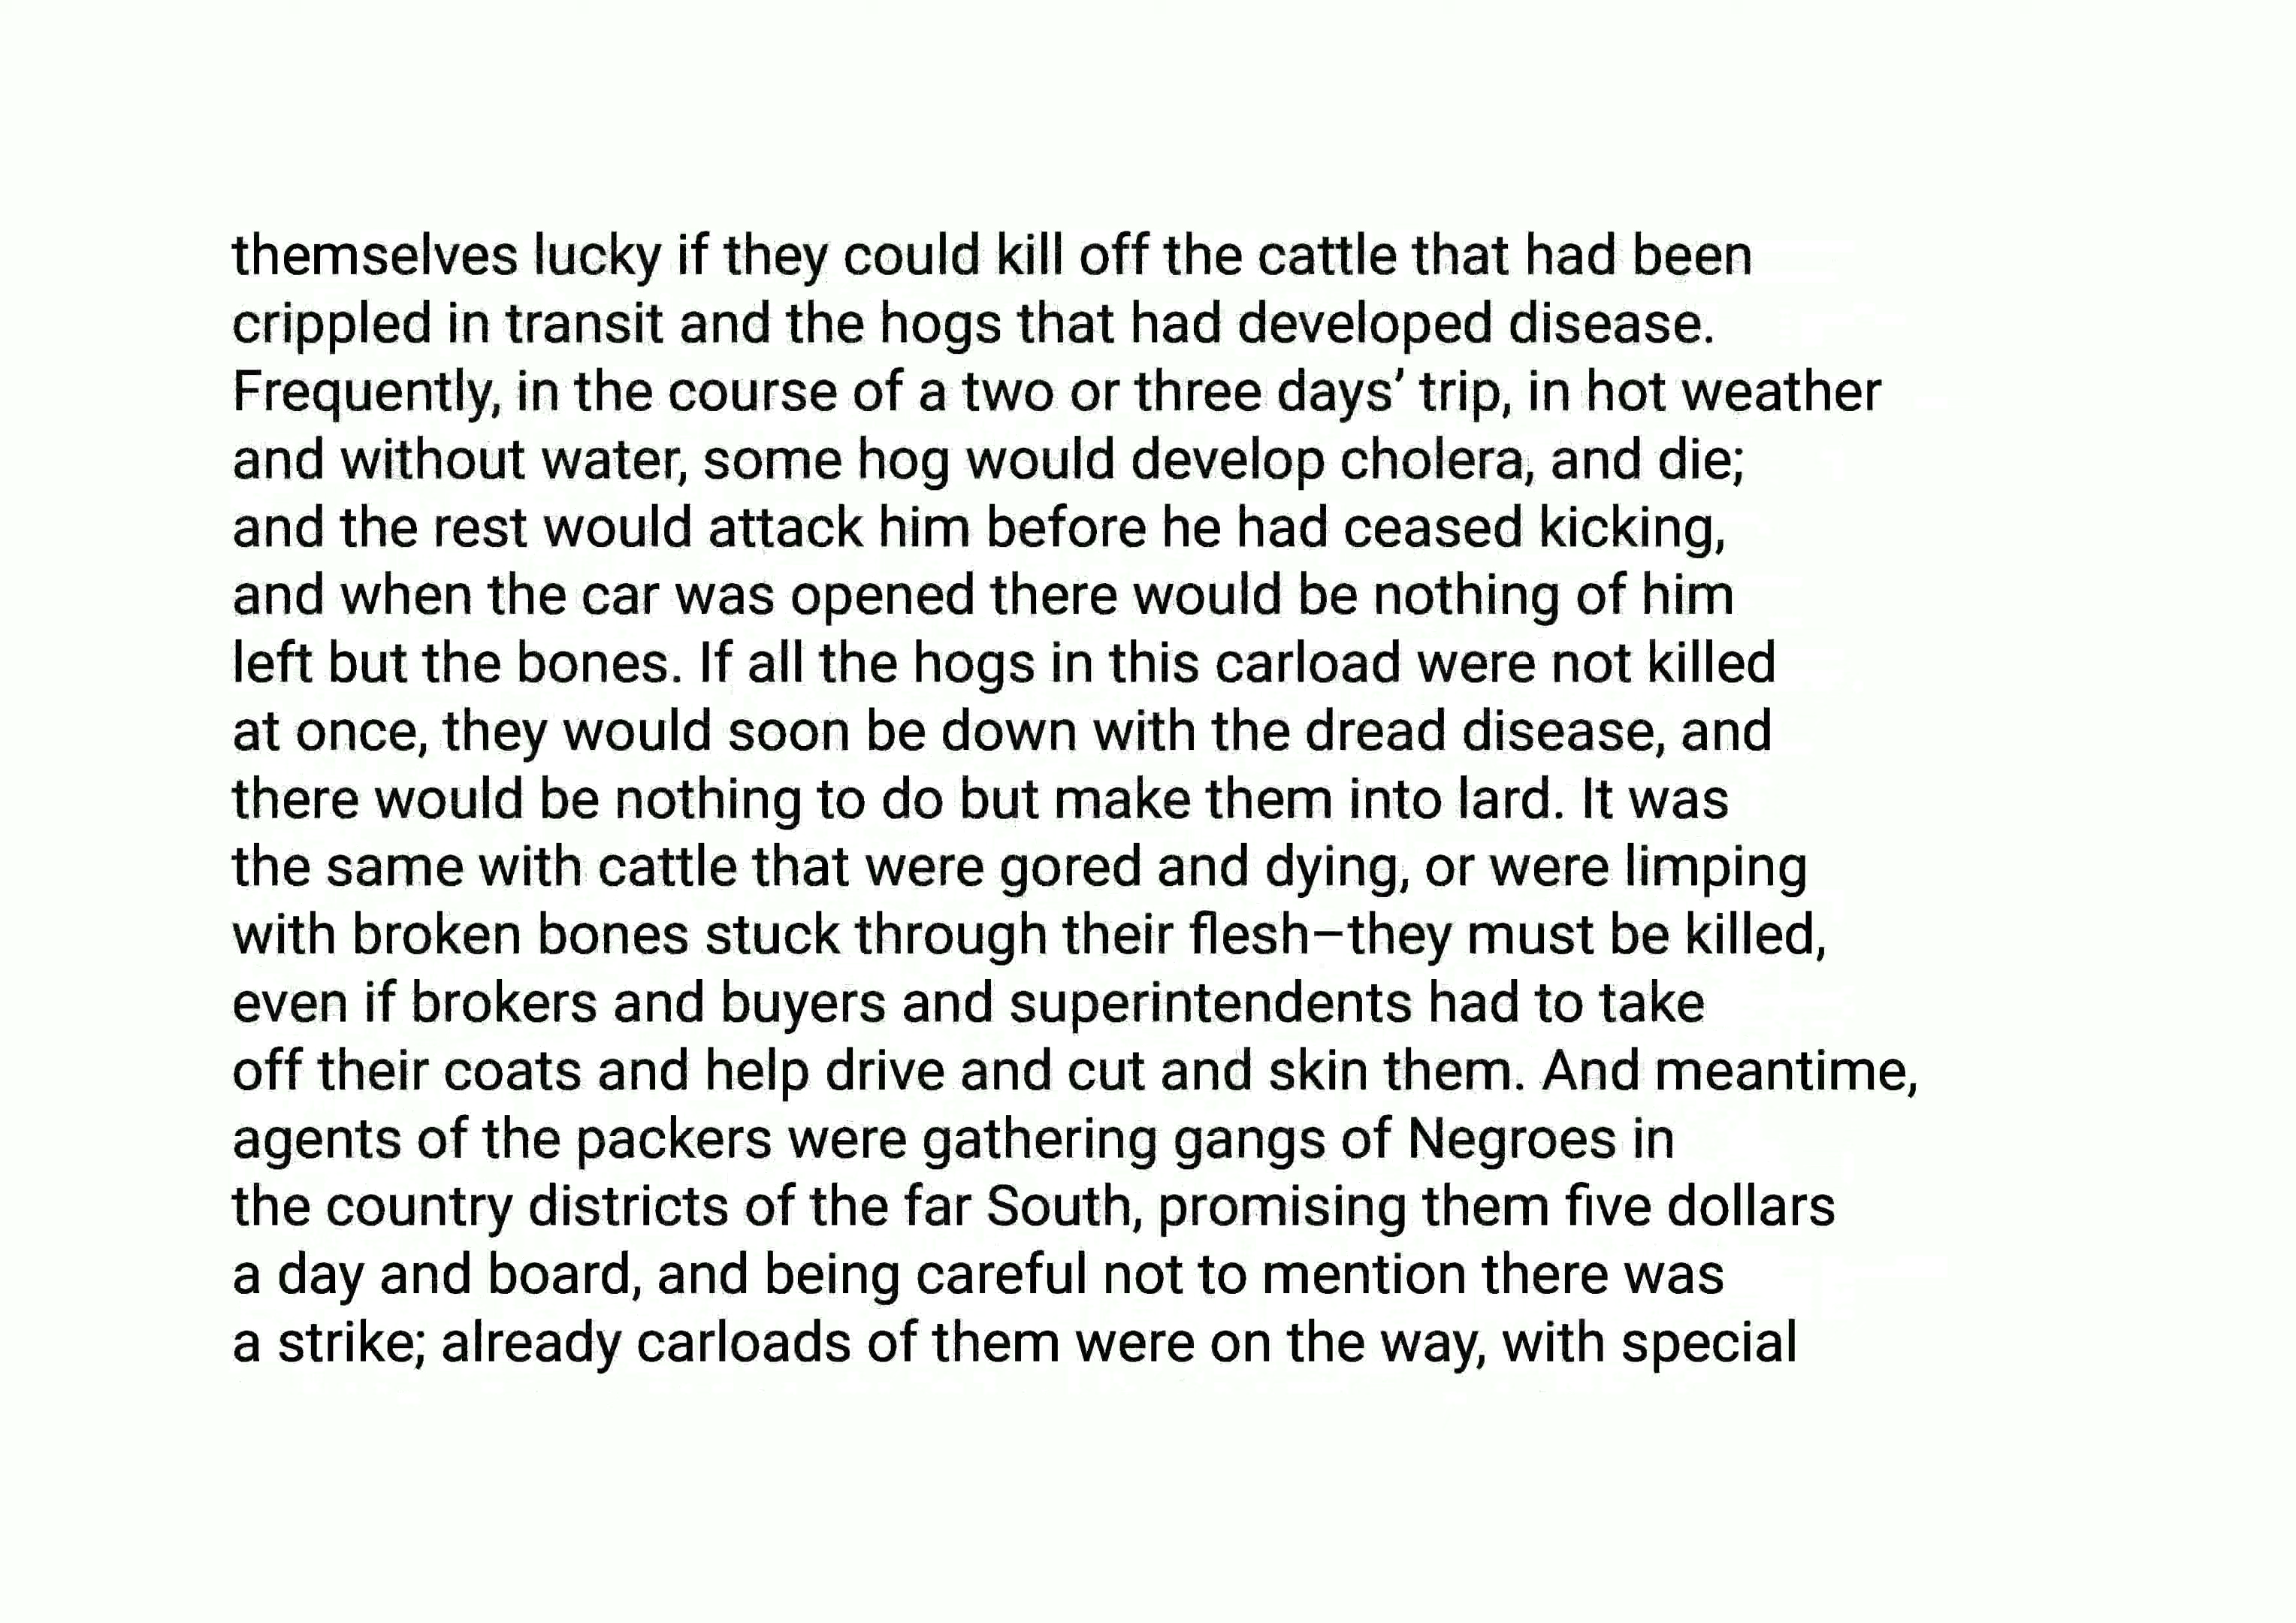 themselves lucky if they could kill off the cattle that had been
crippled in transit and the hogs that had developed disease.
Frequently, in the course of a two or three days’ trip, in hot weather
and without water, some hog would develop cholera, and die;
and the rest would attack him before he had ceased kicking,
and when the car was opened there would be nothing of him
left but the bones. If all the hogs in this carload were not killed
at once, they would soon be down with the dread disease, and
there would be nothing to do but make them into lard. It was
the same with cattle that were gored and dying, or were limping
with broken bones stuck through their flesh–they must be killed,
even if brokers and buyers and superintendents had to take
off their coats and help drive and cut and skin them. And meantime,
agents of the packers were gathering gangs of Negroes in
the country districts of the far South, promising them five dollars
a day and board, and being careful not to mention there was
a strike; already carloads of them were on the way, with special